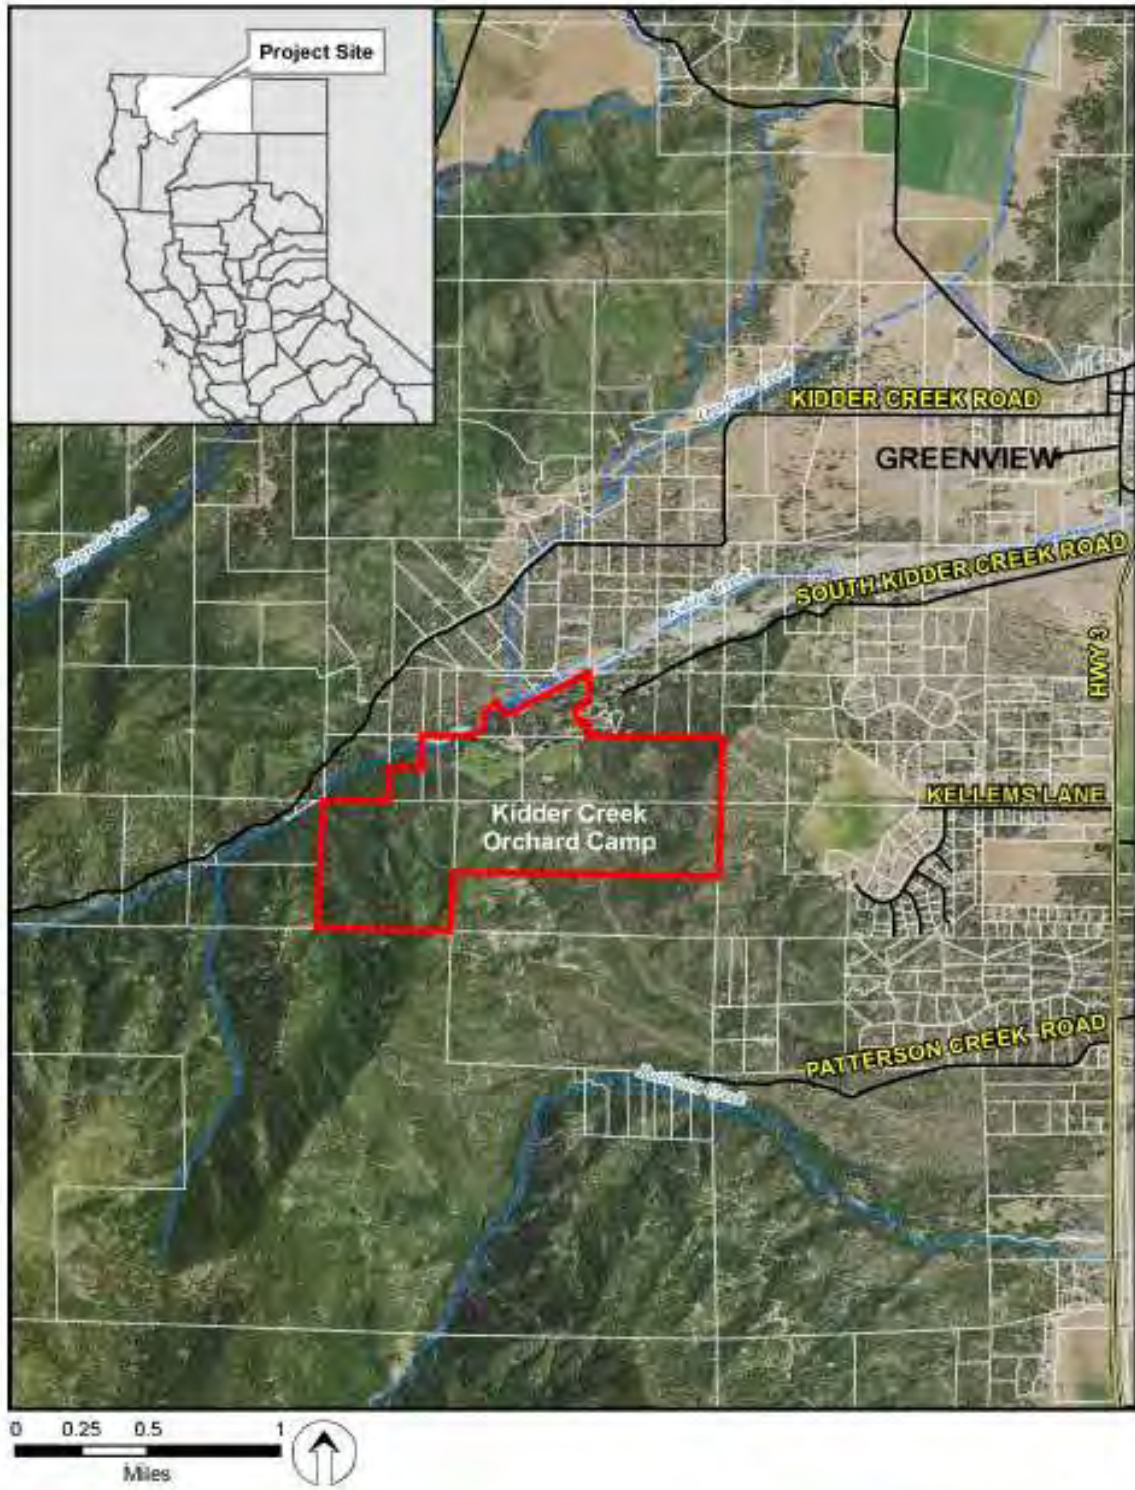 Project Site
KIDDER CREEK ROAD
GREENVIEW
SOUTH KIDDER CREEK ROAD
HWY 3
Kidder Creek
Orchard Camp
KELLEMS LANE
PATTERSON CREEK ROAD
0 0.25 0.5 1
Miles